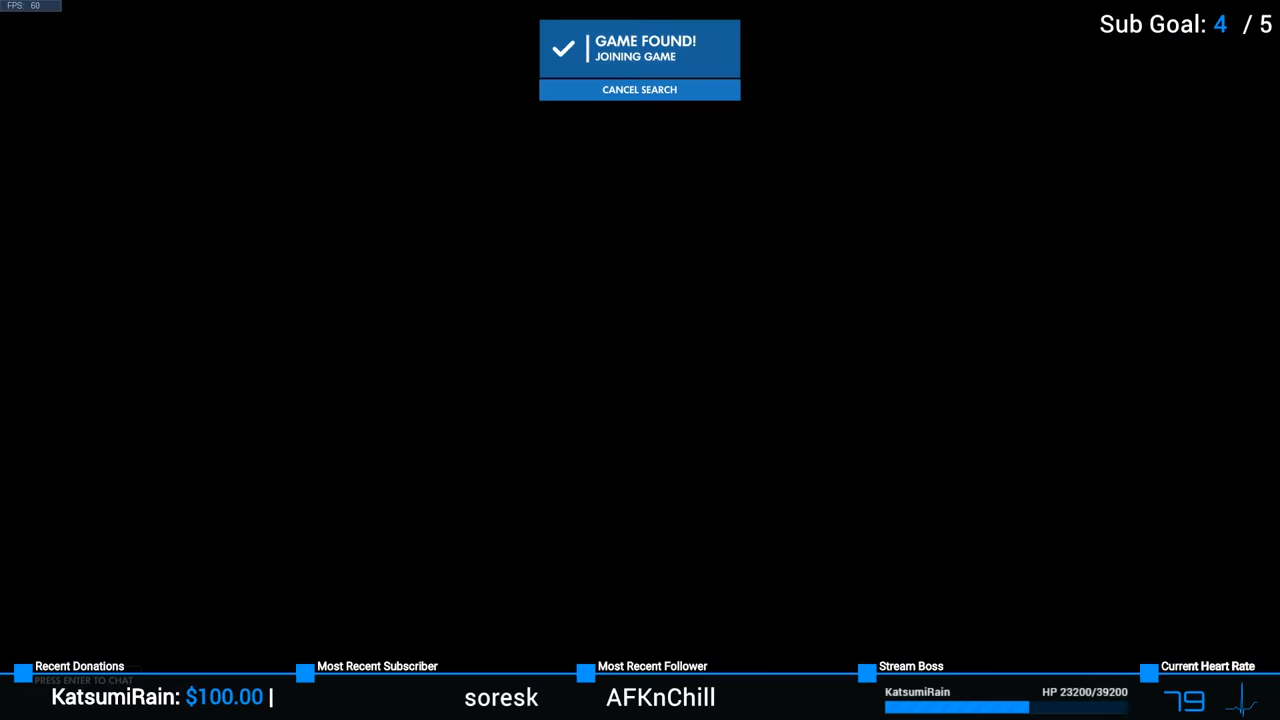 FPS: 60
Sub Goal: 4 / 5
GAME FOUND!
JOINING GAME
CANCEL SEARCH
Recent Donations
Most Recent Subscriber
Most Recent Follower
Stream Boss
Current Heart Rate
PRESS ENTER TO CHAT
KatsumiRain: $100.00 |
soresk
AFKnChill
KatsumiRain
HP 23200/39200
79